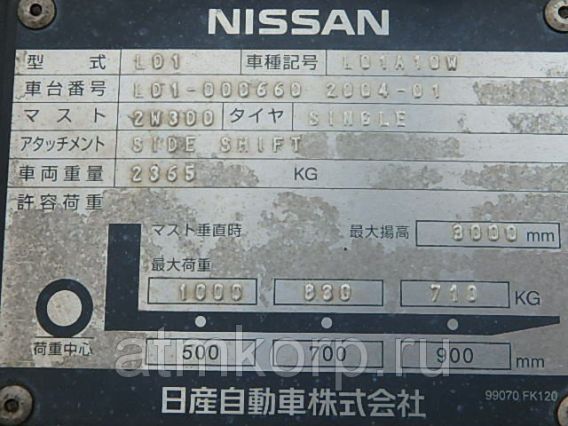 NISSAN
型式 L01 車種記号 L01A10W
車台番号 L01-000660 2004-01
マスト 2W300 タイヤ SINGLE
アタッチメント SIDE SHIFT
車両重量 2365 KG
許容荷重
マスト垂直時 最大揚高 3000 mm
最大荷重
1000 830 710 KG
荷重中心 500 700 900 mm
atmkorp.ru
日産自動車株式会社 99070 FK120